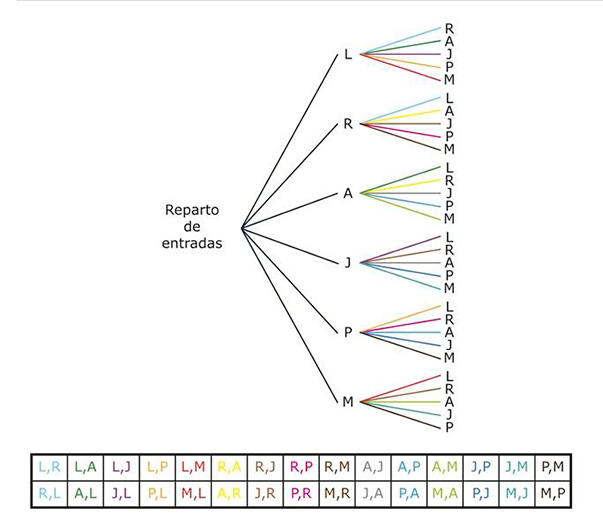 Reparto
de
entradas
L
R
A
J
P
M
R
L
A
J
P
M
A
L
R
J
P
M
J
L
R
A
P
M
P
L
R
A
J
M
M
L
R
A
J
P
L,R L,A L,J L,P L,M R,A R,J R,P R,M A,J A,P A,M J,P J,M P,M
R,L A,L J,L P,L M,L A,R J,R P,R M,R J,A P,A M,A P,J M,J M,P